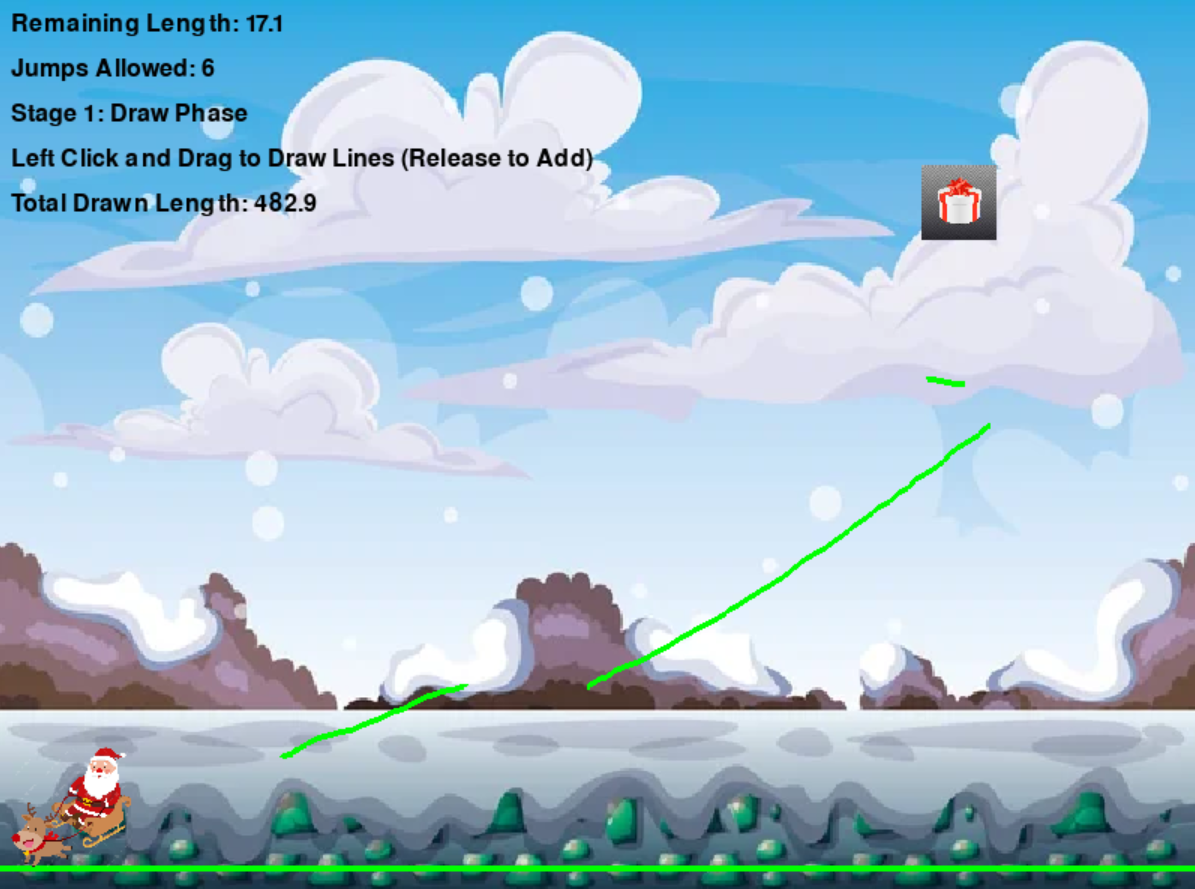 Remaining Length: 17.1
Jumps Allowed: 6
Stage 1: Draw Phase
Left Click and Drag to Draw Lines (Release to Add)
Total Drawn Length: 482.9